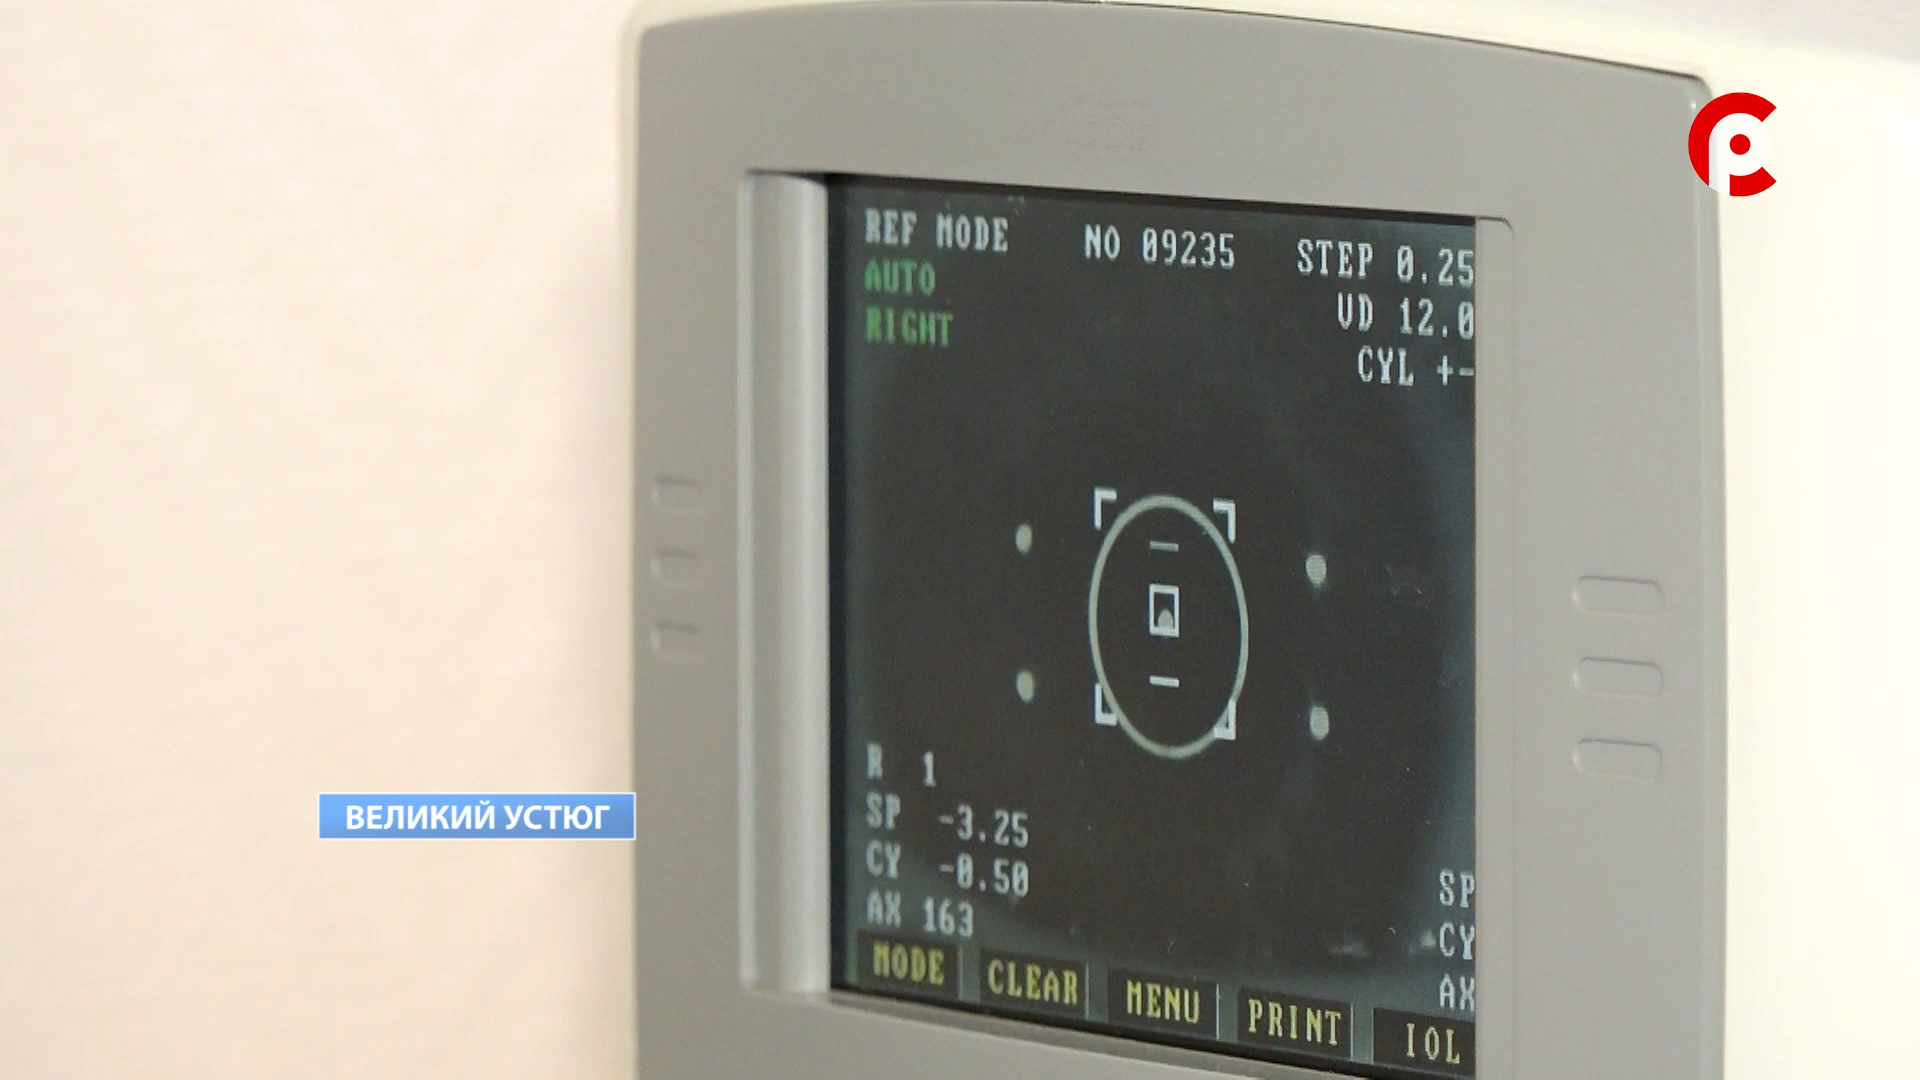 REF MODE NO 09235 STEP 0.25
AUTO VD 12.0
RIGHT CYL +-
R 1
SP -3.25
CY -0.50
AX 163
SP
CY
AX
MODE CLEAR MENU PRINT IOL
ВЕЛИКИЙ УСТЮГ